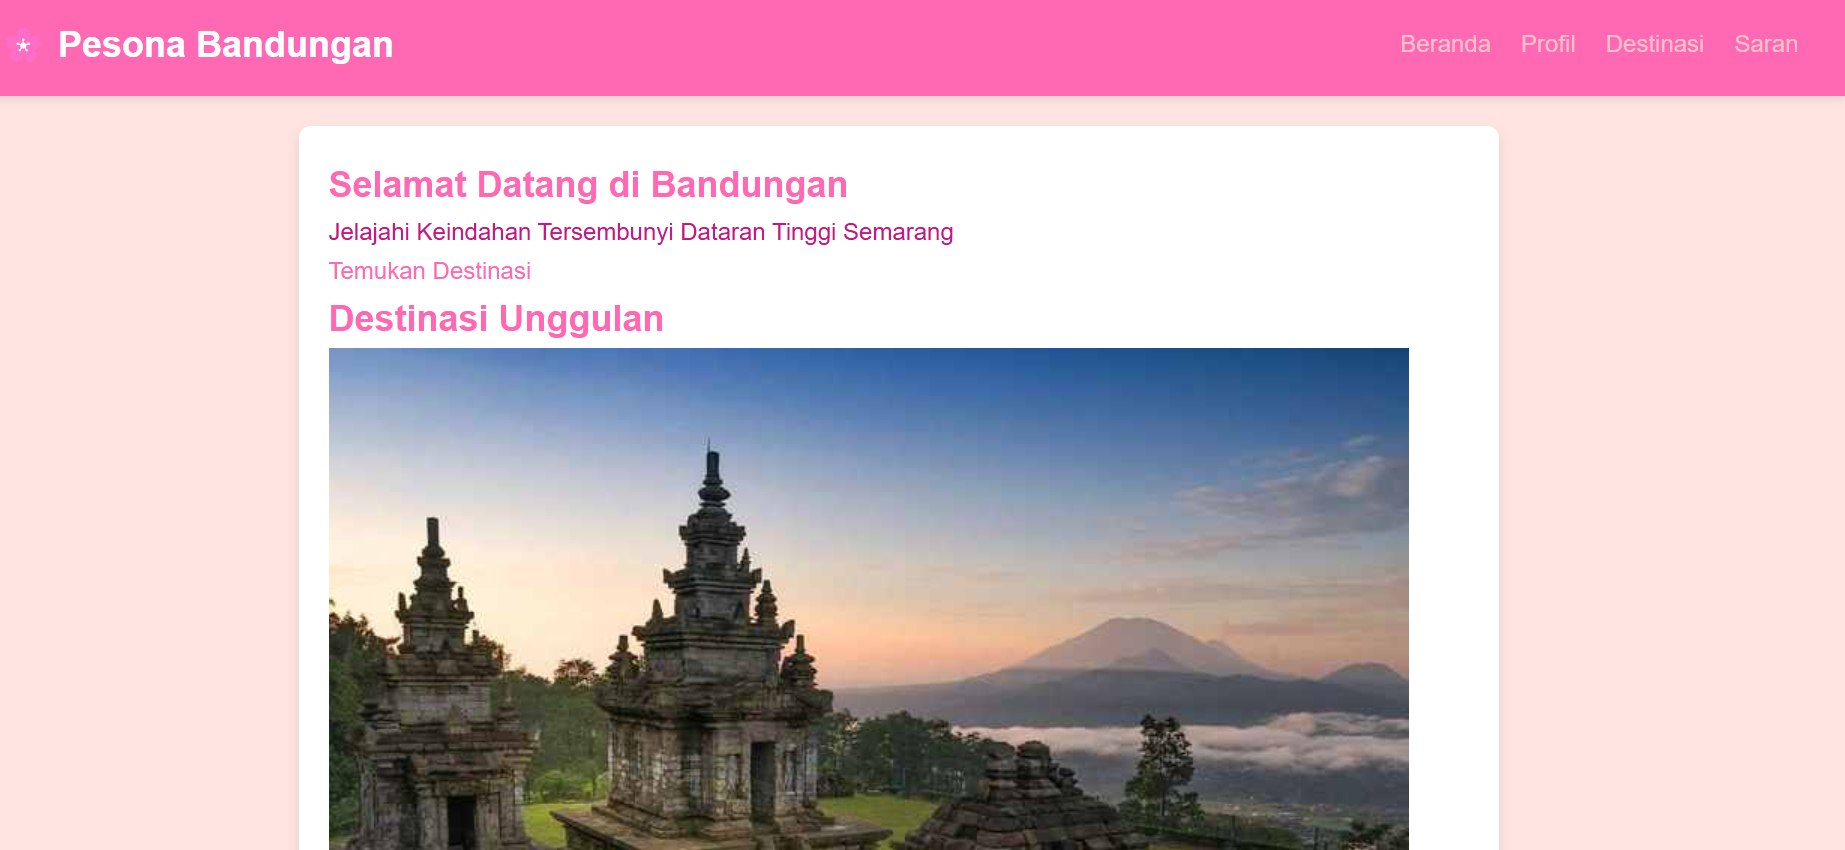 Pesona Bandungan
Beranda Profil Destinasi Saran
Selamat Datang di Bandungan
Jelajahi Keindahan Tersembunyi Dataran Tinggi Semarang
Temukan Destinasi
Destinasi Unggulan